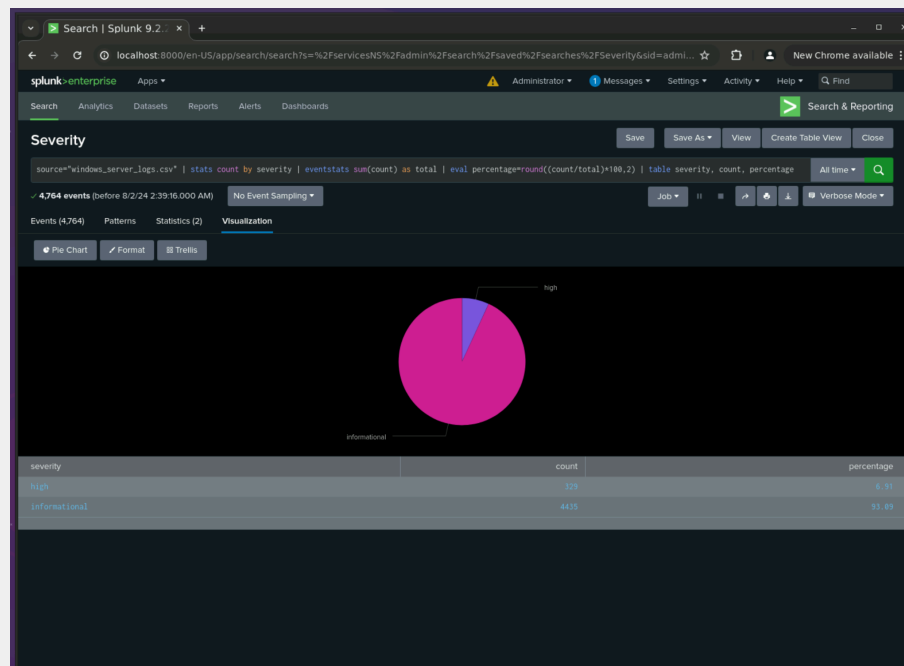 Search | Splunk 9.2.
localhost:8000/en-US/app/search/search?s=%2FservicesNS%2Fadmin%2Fsearch%2Fsaved%2Fsearches%2FSeverity&sid=admi...
New Chrome available
splunk>enterprise Apps
Administrator 1 Messages Settings Activity Help Find
Search Analytics Datasets Reports Alerts Dashboards
Search & Reporting
Severity
Save Save As View Create Table View Close
source="windows_server_logs.csv" | stats count by severity | eventstats sum(count) as total | eval percentage=round((count/total)*100,2) | table severity, count, percentage
All time
4,764 events (before 8/2/24 2:39:16.000 AM) No Event Sampling
Job Verbose Mode
Events (4,764) Patterns Statistics (2) Visualization
Pie Chart Format Trellis
high
informational
severity count percentage
high 329 6.91
informational 4435 93.09